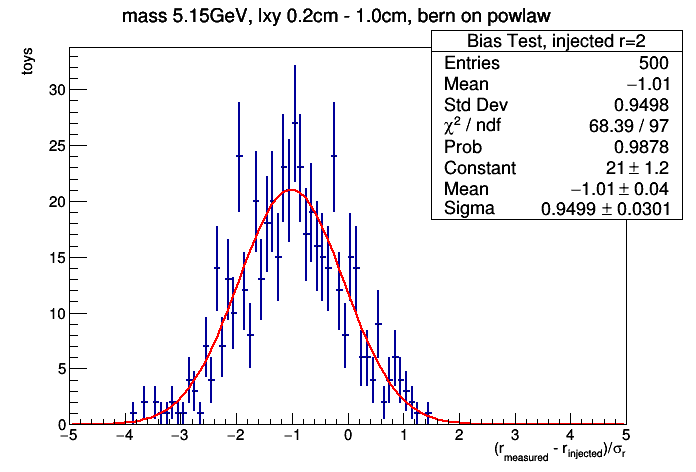 mass 5.15GeV, lxy 0.2cm - 1.0cm, bern on powlaw
toys
Bias Test, injected r=2
Entries 500
Mean −1.01
Std Dev 0.9498
χ² / ndf 68.39 / 97
Prob 0.9878
Constant 21 ± 1.2
Mean −1.01 ± 0.04
Sigma 0.9499 ± 0.0301
30
25
20
15
10
5
0
−5 −4 −3 −2 −1 0 1 2 3 4 5
(r_measured - r_injected)/σ_r